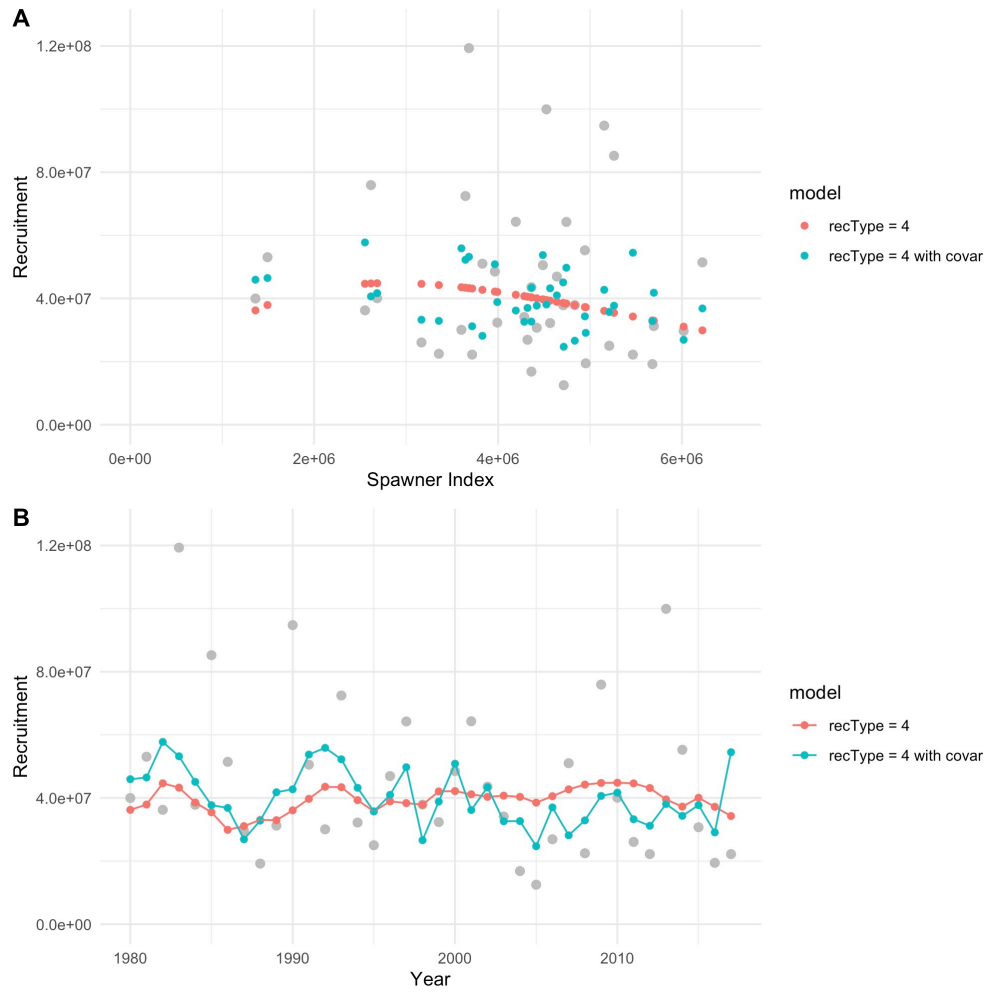 A
1.2e+08
8.0e+07
4.0e+07
0.0e+00
Recruitment
0e+00 2e+06 4e+06 6e+06
Spawner Index
model
recType = 4
recType = 4 with covar
B
1.2e+08
8.0e+07
4.0e+07
0.0e+00
Recruitment
1980 1990 2000 2010
Year
model
recType = 4
recType = 4 with covar